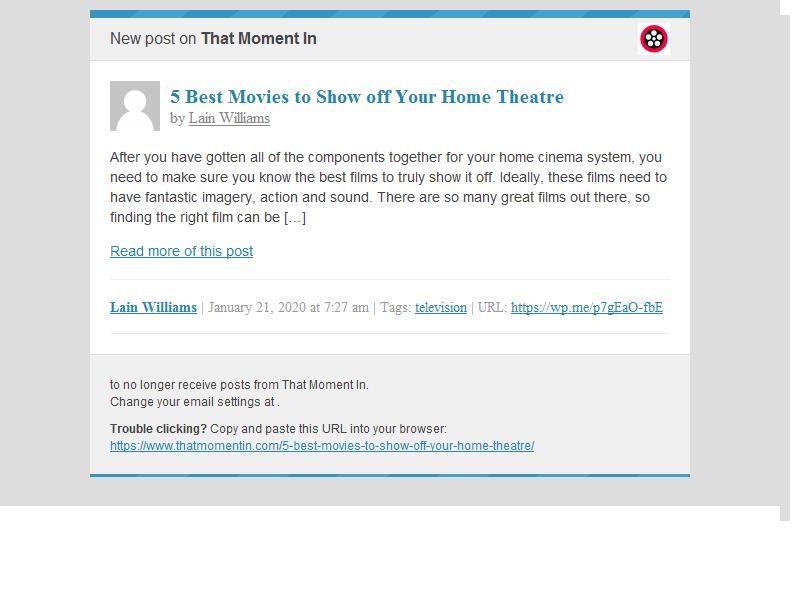 New post on That Moment In
5 Best Movies to Show off Your Home Theatre
by Lain Williams
After you have gotten all of the components together for your home cinema system, you
need to make sure you know the best films to truly show it off. Ideally, these films need to
have fantastic imagery, action and sound. There are so many great films out there, so
finding the right film can be […]
Read more of this post
Lain Williams | January 21, 2020 at 7:27 am | Tags: television | URL: https://wp.me/p7gEaO-fbE
to no longer receive posts from That Moment In.
Change your email settings at .
Trouble clicking? Copy and paste this URL into your browser:
https://www.thatmomentin.com/5-best-movies-to-show-off-your-home-theatre/